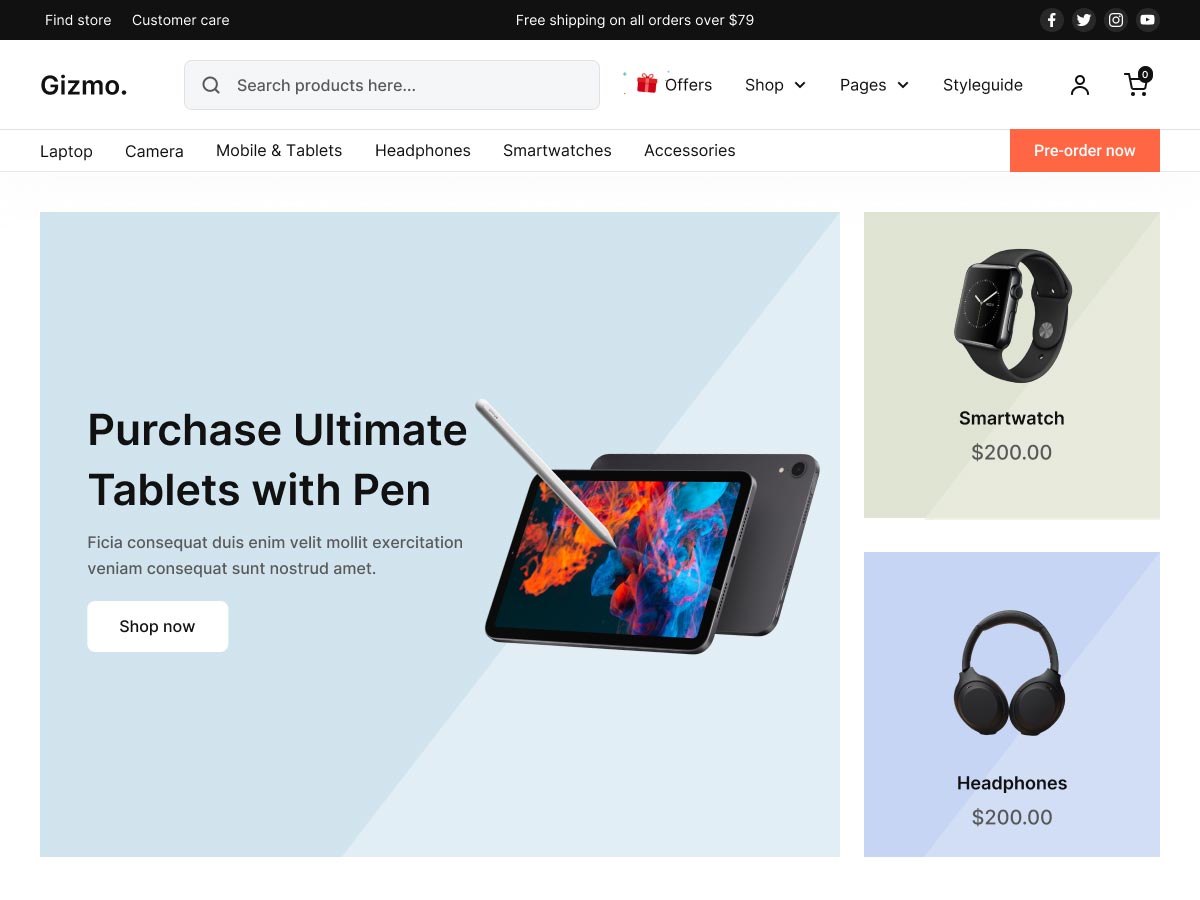 Find store Customer care Free shipping on all orders over $79
Gizmo. Search products here... Offers Shop Pages Styleguide 0
Laptop Camera Mobile & Tablets Headphones Smartwatches Accessories Pre-order now
Purchase Ultimate
Tablets with Pen
Ficia consequat duis enim velit mollit exercitation
veniam consequat sunt nostrud amet.
Shop now
Smartwatch
$200.00
Headphones
$200.00